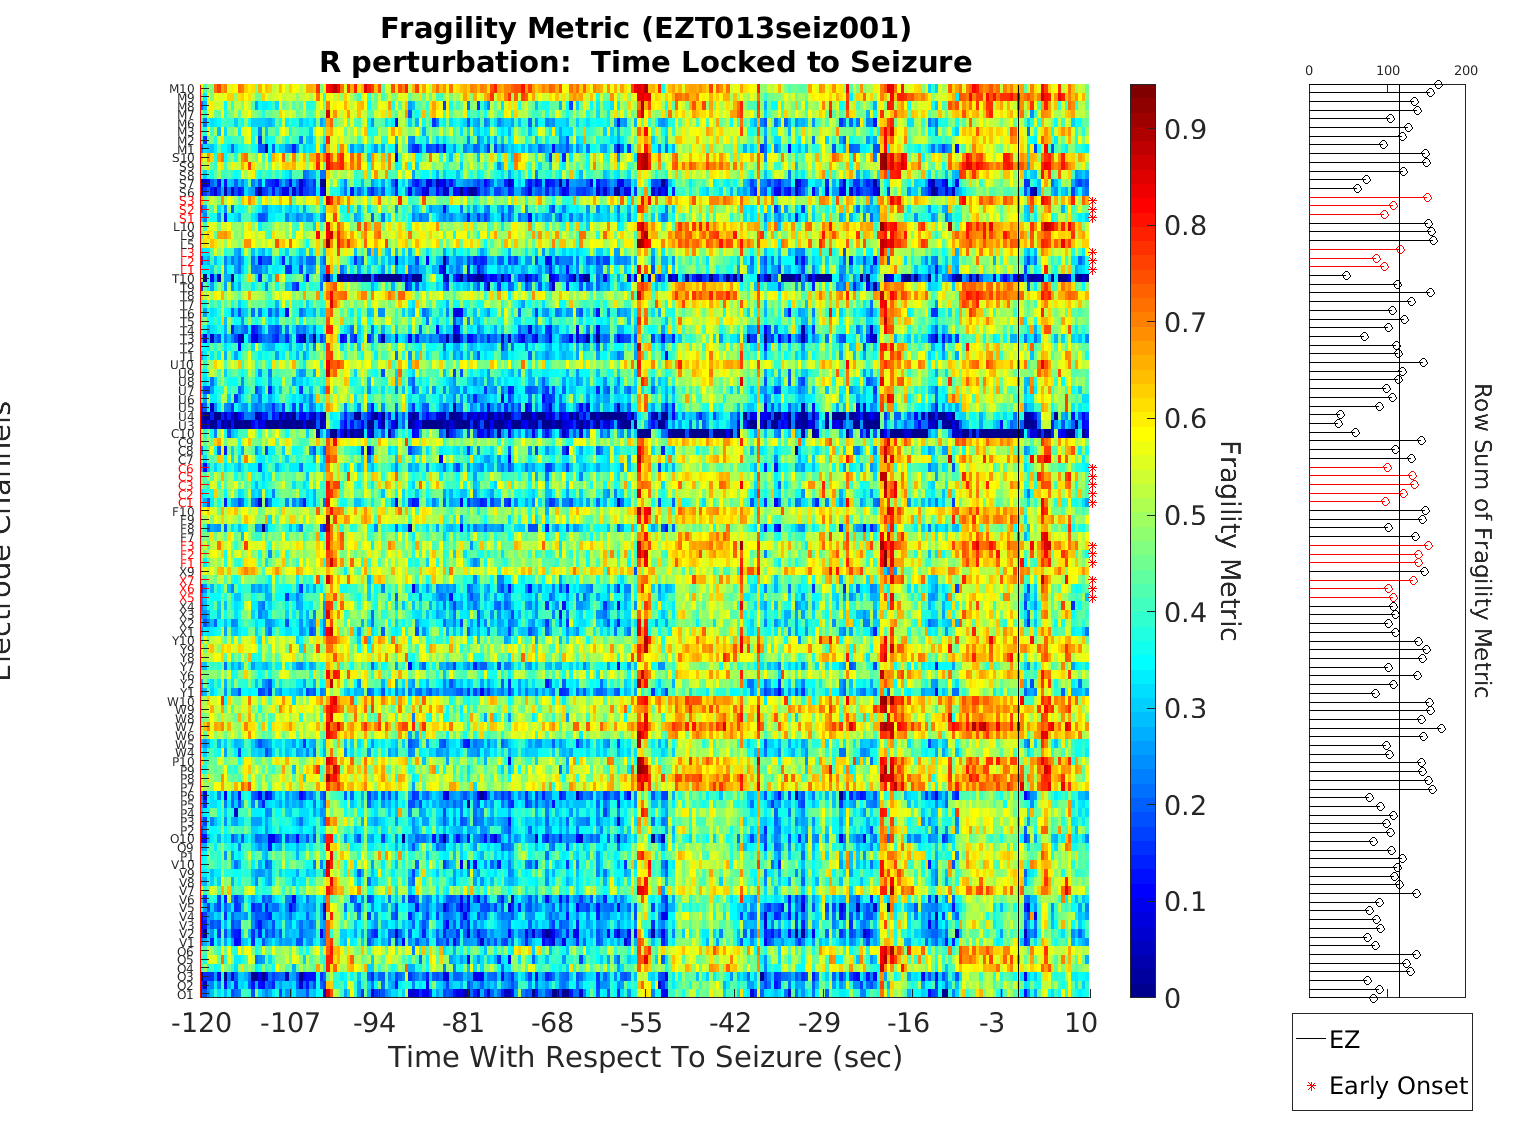 Fragility Metric (EZT013seiz001)
R perturbation: Time Locked to Seizure
Electrode Channels
M10
M9
M8
M7
M6
M3
M2
M1
S10
S9
S8
S7
S6
S3
S2
S1
L10
L9
L5
L3
L2
L1
T10
T9
T8
T7
T6
T5
T4
T3
T2
T1
U10
U9
U8
U7
U6
U5
U4
U3
C10
C9
C8
C7
C6
C5
C3
C2
C1
F10
F9
F8
F7
F3
F2
F1
X9
X7
X6
X5
X4
X3
X2
X1
Y10
Y9
Y8
Y7
Y6
Y2
Y1
W10
W9
W8
W7
W6
W5
W4
P10
P9
P8
P7
P6
P5
P4
P3
P2
O10
O9
P1
V10
V9
V8
V7
V6
V5
V4
V3
V2
V1
O6
O5
O4
O3
O2
O1
-120 -107 -94 -81 -68 -55 -42 -29 -16 -3 10
Time With Respect To Seizure (sec)
0.9
0.8
0.7
0.6
0.5
0.4
0.3
0.2
0.1
0
Fragility Metric
0 100 200
Row Sum of Fragility Metric
EZ
Early Onset